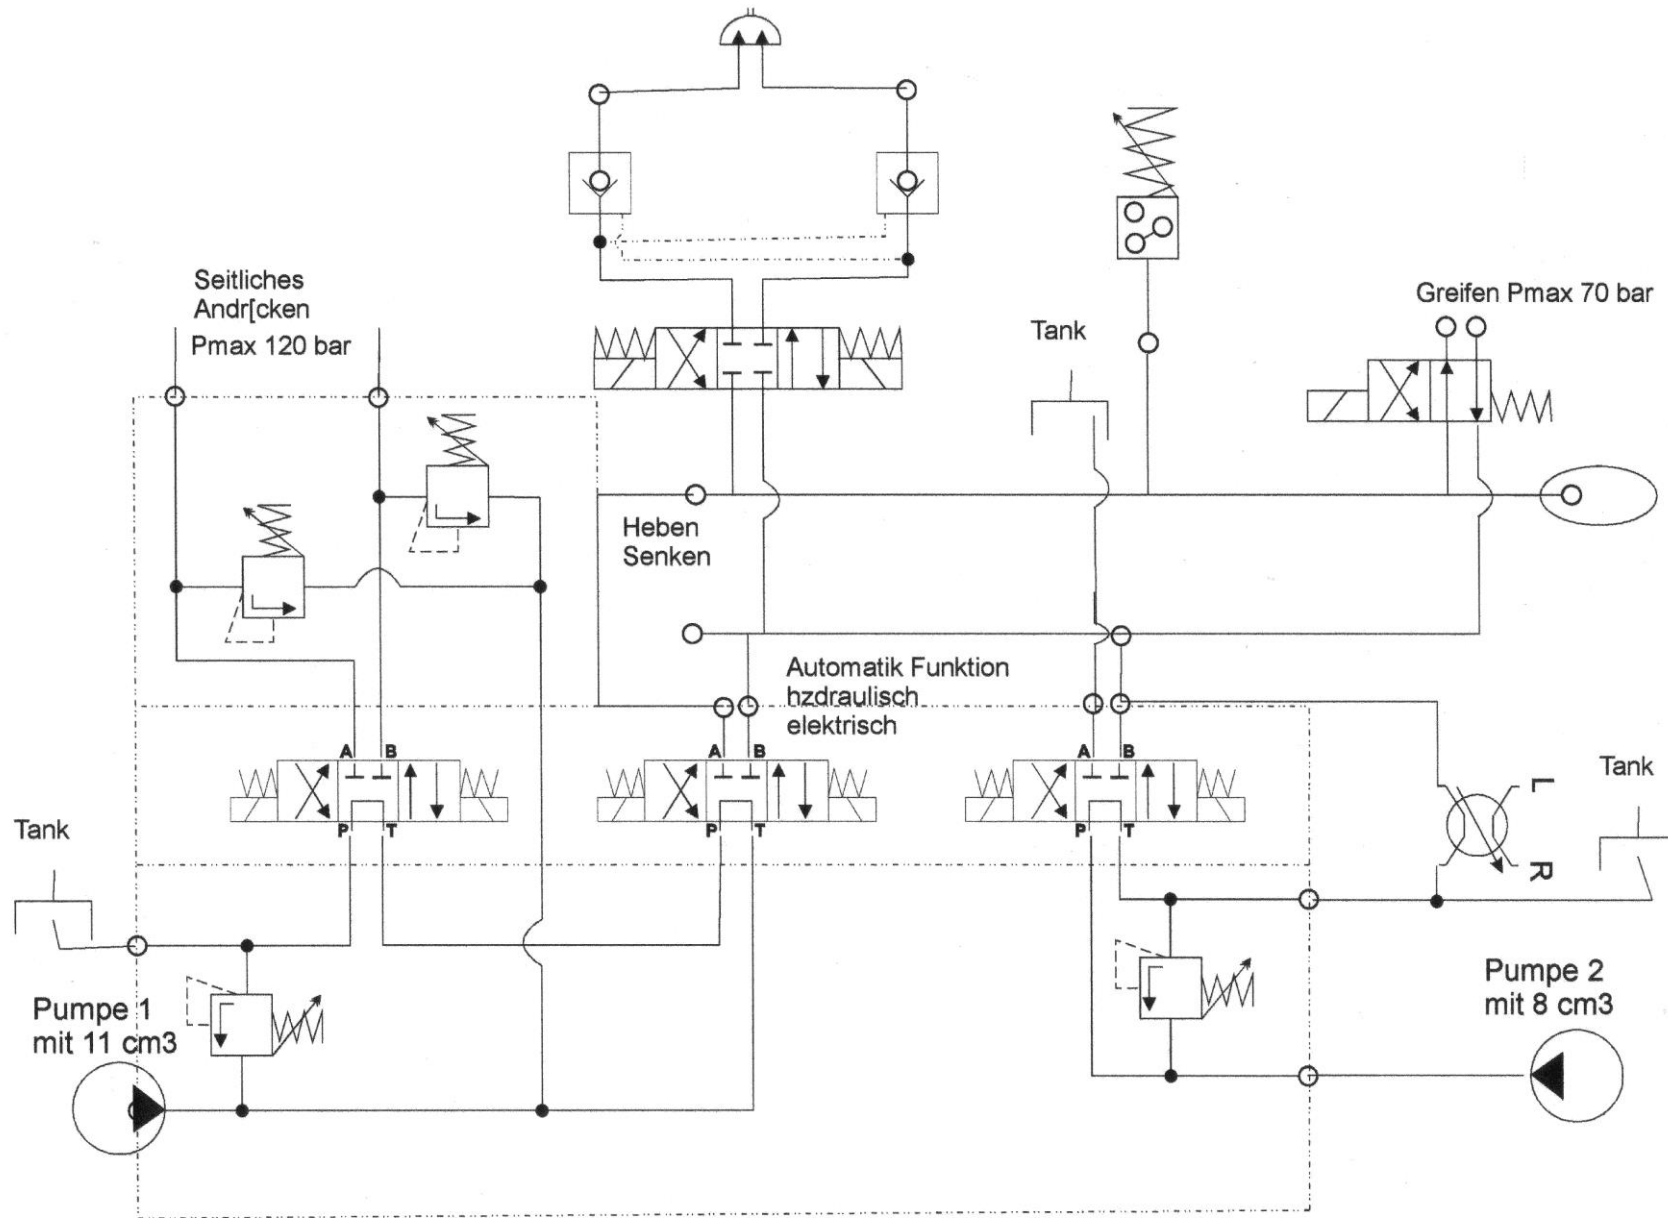 Seitliches
Andr[cken
Pmax 120 bar
Tank
Greifen Pmax 70 bar
Heben
Senken
Automatik Funktion
hzdraulisch
elektrisch
A B
A B
A B
P T
P T
P T
L
R
Tank
Tank
Pumpe 1
mit 11 cm3
Pumpe 2
mit 8 cm3